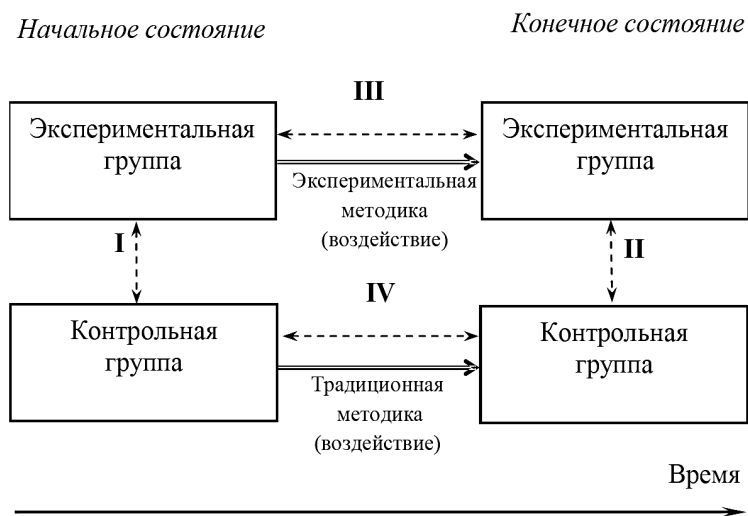 Начальное состояние
Конечное состояние
III
Экспериментальная
группа
Экспериментальная
группа
Экспериментальная
методика
(воздействие)
I
II
IV
Контрольная
группа
Контрольная
группа
Традиционная
методика
(воздействие)
Время